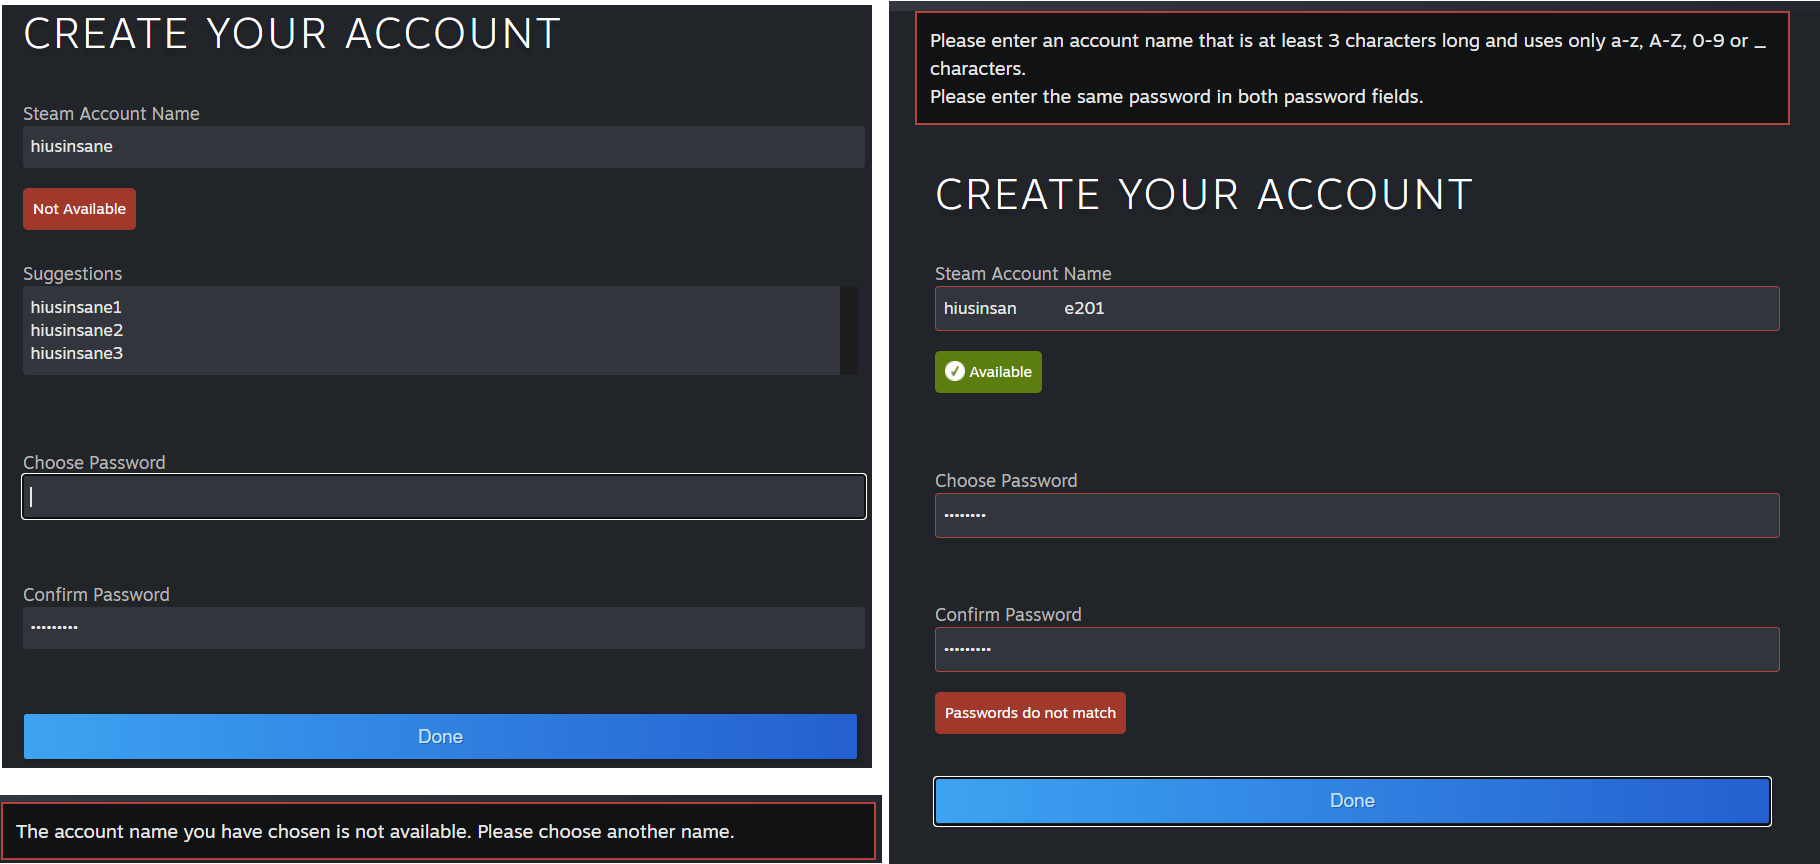 CREATE YOUR ACCOUNT
Steam Account Name
hiusinsane
Not Available
Suggestions
hiusinsane1
hiusinsane2
hiusinsane3
Choose Password
Confirm Password
•••••••••
Done
The account name you have chosen is not available. Please choose another name.
Please enter an account name that is at least 3 characters long and uses only a-z, A-Z, 0-9 or _
characters.
Please enter the same password in both password fields.
CREATE YOUR ACCOUNT
Steam Account Name
hiusinsan e201
Available
Choose Password
••••••••
Confirm Password
•••••••••
Passwords do not match
Done